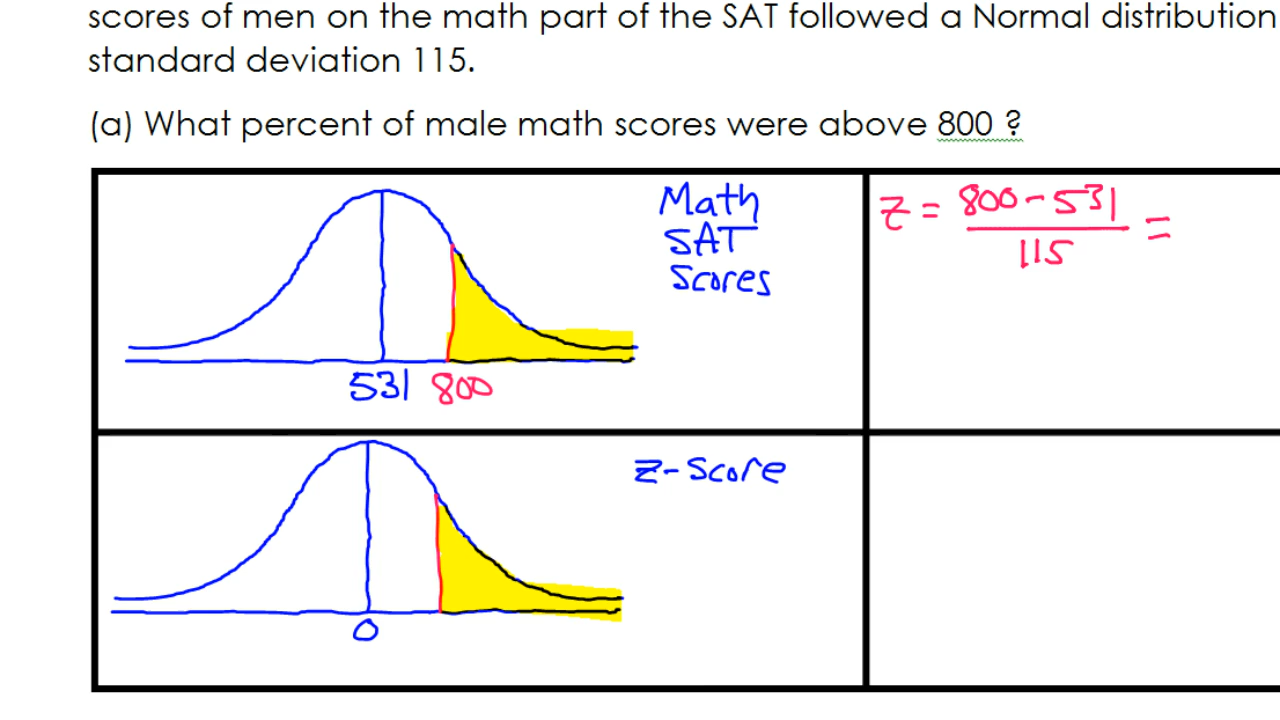 scores of men on the math part of the SAT followed a Normal distribution
standard deviation 115.
(a) What percent of male math scores were above 800 ?
Math
SAT
Scores
z = 800-531 =
115
531 800
z-Score
0